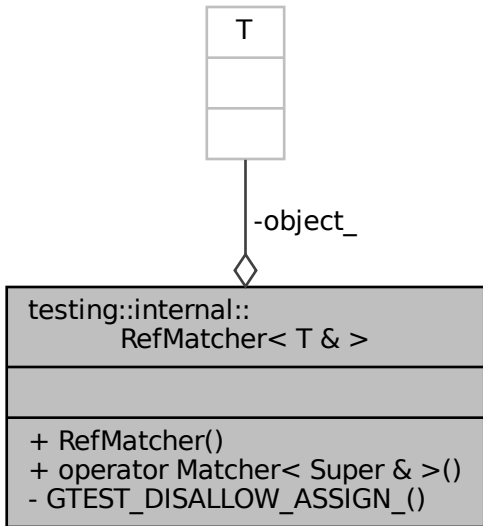 T
-object_
testing::internal::
RefMatcher< T & >
+ RefMatcher()
+ operator Matcher< Super & >()
- GTEST_DISALLOW_ASSIGN_()